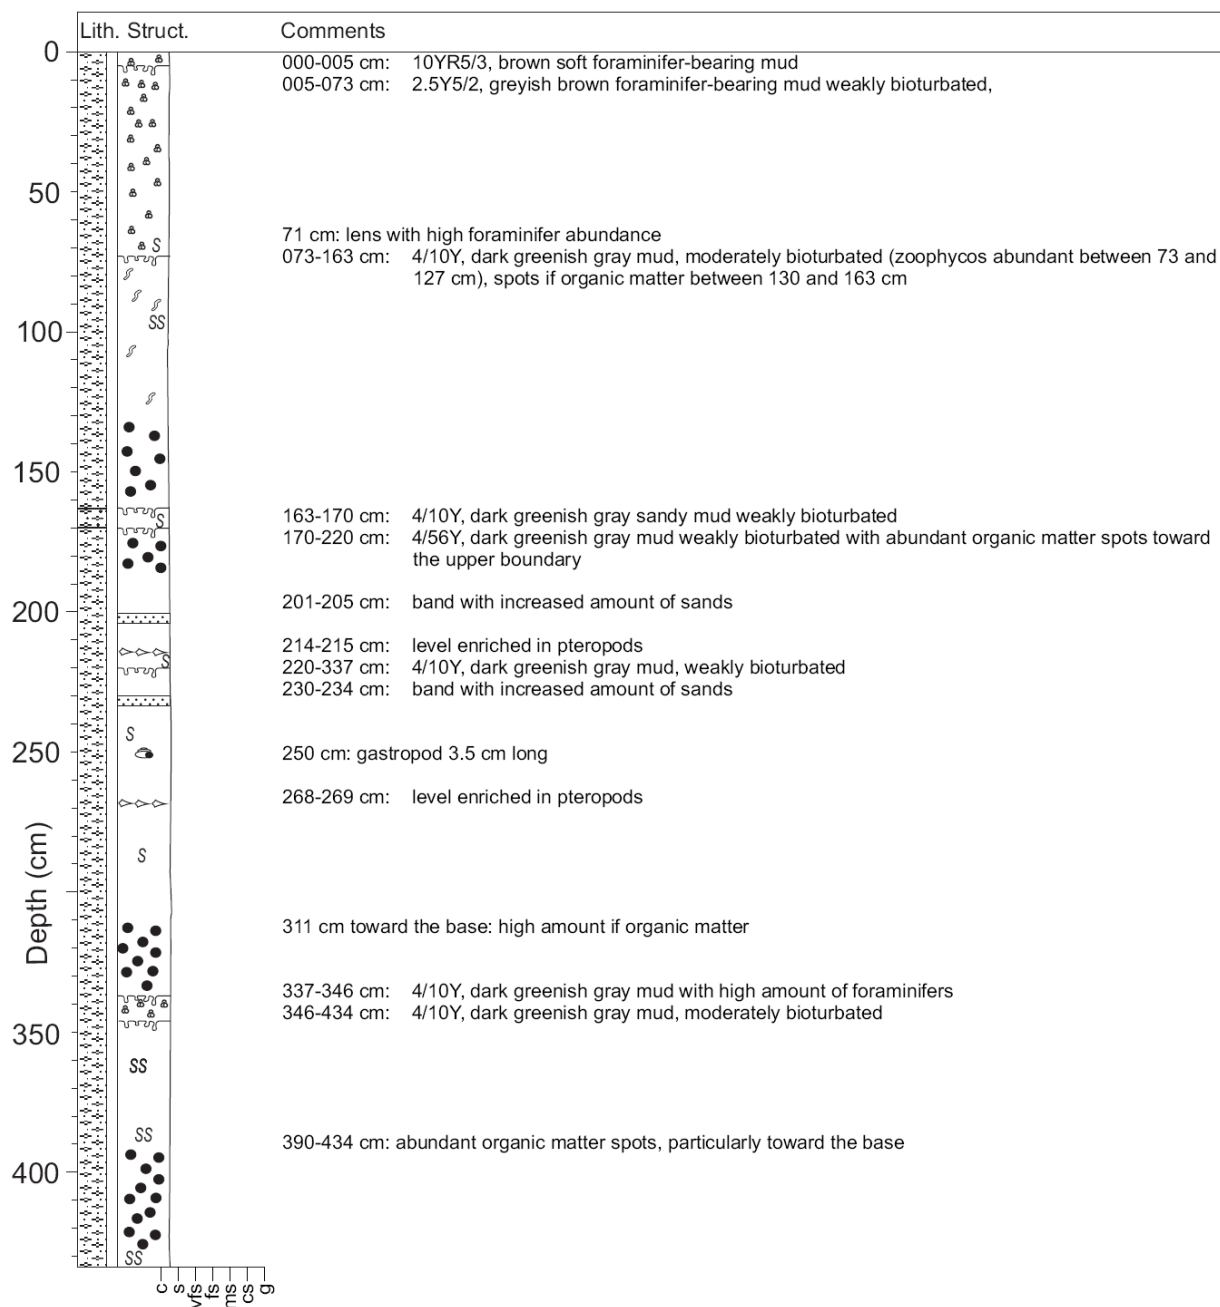 Lith. Struct. Comments
0
000-005 cm: 10YR5/3, brown soft foraminifer-bearing mud
005-073 cm: 2.5Y5/2, greyish brown foraminifer-bearing mud weakly bioturbated,
50
S
71 cm: lens with high foraminifer abundance
073-163 cm: 4/10Y, dark greenish gray mud, moderately bioturbated (zoophycos abundant between 73 and
127 cm), spots if organic matter between 130 and 163 cm
SS
100
150
S
163-170 cm: 4/10Y, dark greenish gray sandy mud weakly bioturbated
170-220 cm: 4/56Y, dark greenish gray mud weakly bioturbated with abundant organic matter spots toward
the upper boundary
200
201-205 cm: band with increased amount of sands
214-215 cm: level enriched in pteropods
S
220-337 cm: 4/10Y, dark greenish gray mud, weakly bioturbated
230-234 cm: band with increased amount of sands
S
250
250 cm: gastropod 3.5 cm long
268-269 cm: level enriched in pteropods
S
Depth (cm)
311 cm toward the base: high amount if organic matter
337-346 cm: 4/10Y, dark greenish gray mud with high amount of foraminifers
346-434 cm: 4/10Y, dark greenish gray mud, moderately bioturbated
350
SS
SS
390-434 cm: abundant organic matter spots, particularly toward the base
400
SS
c s vfs fs ms cs g